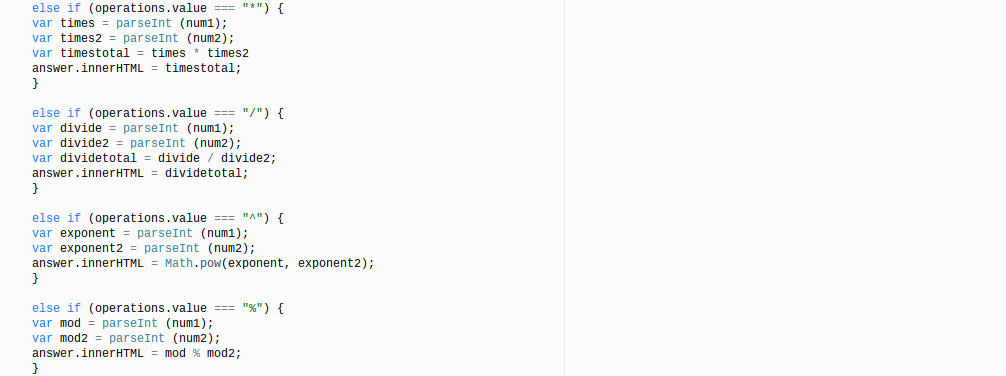 else if (operations.value === "*") {
var times = parseInt (num1);
var times2 = parseInt (num2);
var timestotal = times * times2
answer.innerHTML = timestotal;
}
else if (operations.value === "/") {
var divide = parseInt (num1);
var divide2 = parseInt (num2);
var dividetotal = divide / divide2;
answer.innerHTML = dividetotal;
}
else if (operations.value === "^") {
var exponent = parseInt (num1);
var exponent2 = parseInt (num2);
answer.innerHTML = Math.pow(exponent, exponent2);
}
else if (operations.value === "%") {
var mod = parseInt (num1);
var mod2 = parseInt (num2);
answer.innerHTML = mod % mod2;
}